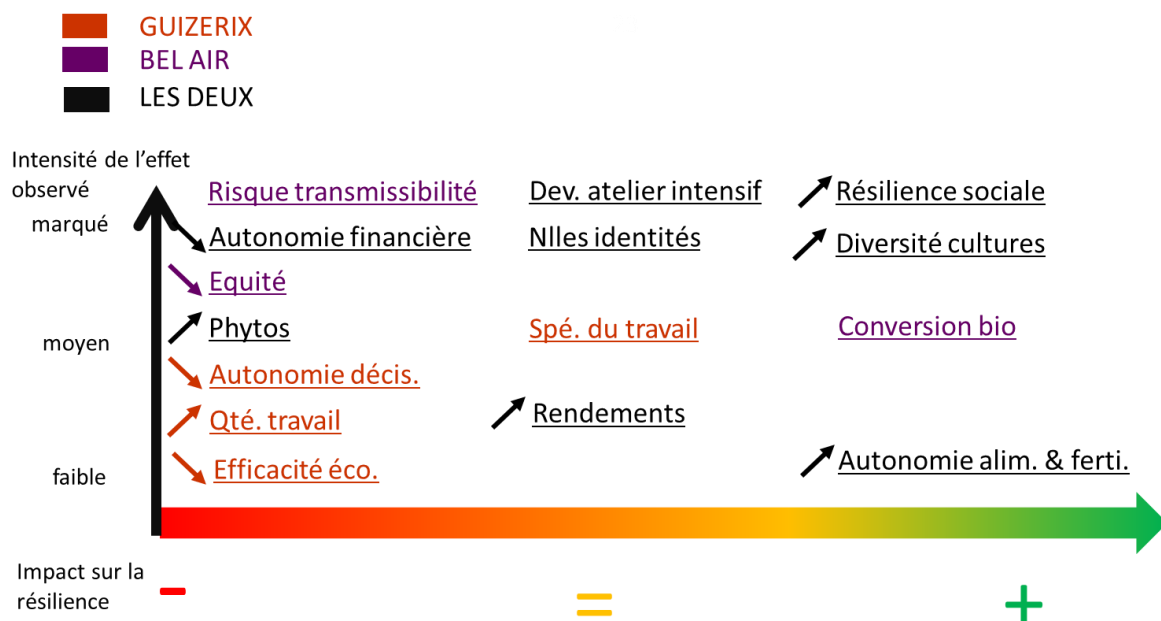 GUIZERIX
BEL AIR
LES DEUX
Intensité de l’effet
observé
marqué
moyen
faible
Risque transmissibilité
Dev. atelier intensif
Résilience sociale
Autonomie financière
Nlles identités
Diversité cultures
Equité
Phytos
Spé. du travail
Conversion bio
Autonomie décis.
Qté. travail
Rendements
Efficacité éco.
Autonomie alim. & ferti.
Impact sur la
résilience
-
=
+